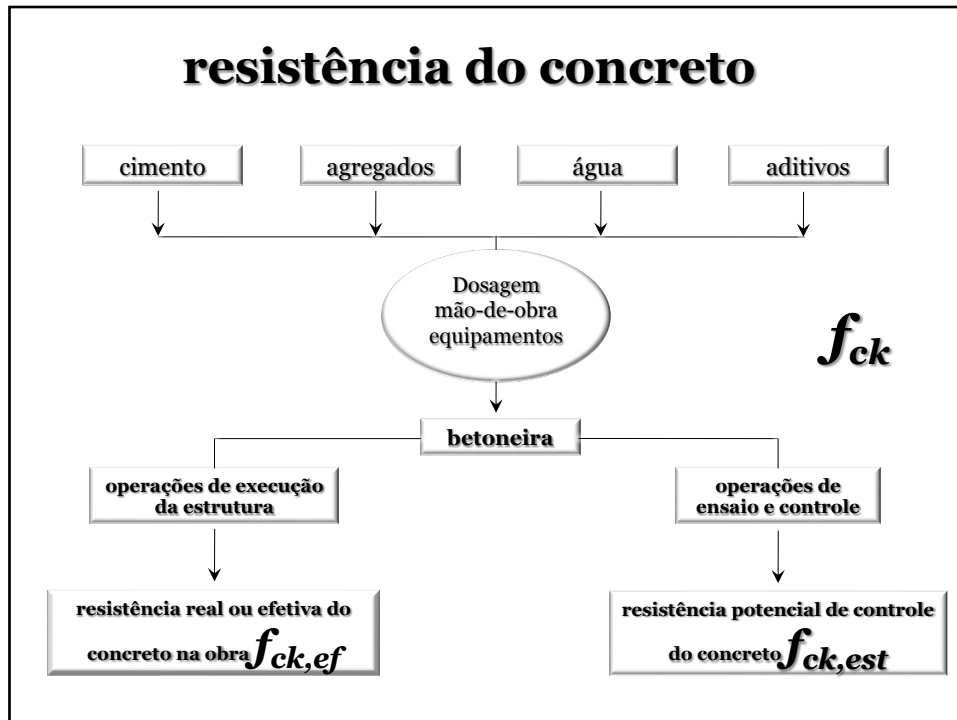 resistência do concreto
cimento
agregados
água
aditivos
Dosagem
mão-de-obra
equipamentos
fck
betoneira
operações de execução
da estrutura
operações de
ensaio e controle
resistência real ou efetiva do
concreto na obra fck,ef
resistência potencial de controle
do concreto fck,est